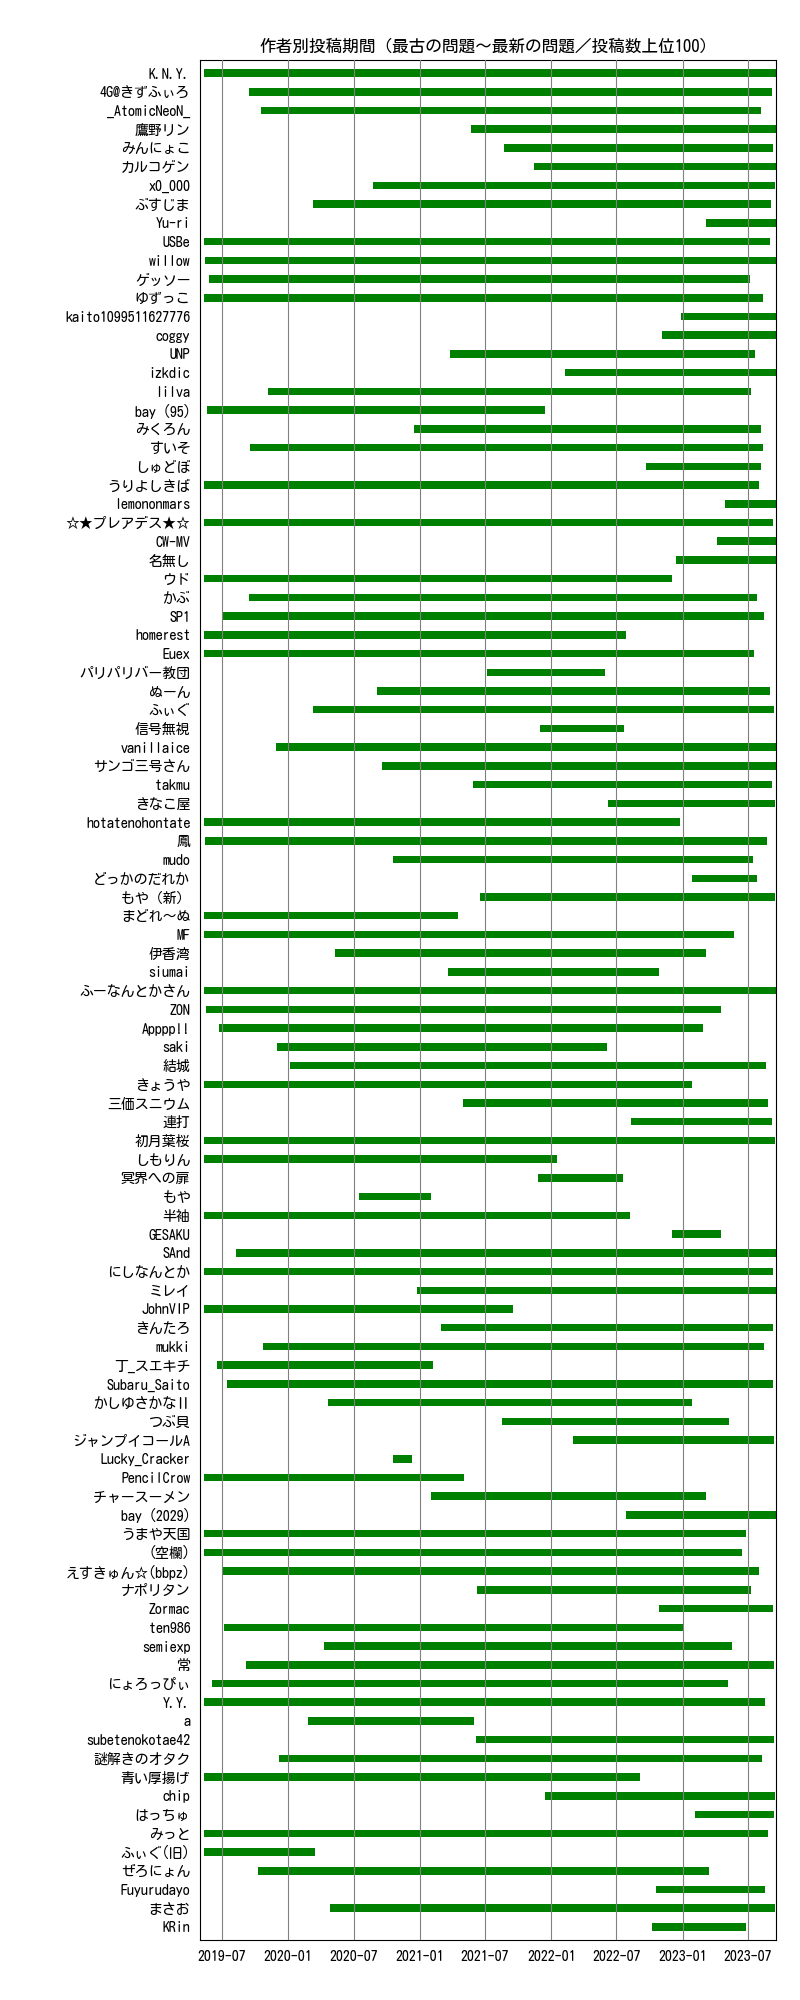 作者別投稿期間（最古の問題～最新の問題／投稿数上位100）
K.N.Y.
4G@きずふぃろ
_AtomicNeoN_
鷹野リン
みんにょこ
カルコゲン
x0_000
ぶすじま
Yu-ri
USBe
willow
ゲッソー
ゆずっこ
kaito1099511627776
coggy
UNP
izkdic
lilva
bay (95)
みくろん
すいそ
しゅどぼ
うりよしきば
lemononmars
☆★プレアデス★☆
CW-MV
名無し
ウド
かぶ
SP1
homerest
Euex
パリパリバー教団
ぬーん
ふぃぐ
信号無視
vanillaice
サンゴ三号さん
takmu
きなこ屋
hotatenohontate
鳳
mudo
どっかのだれか
もや（新）
まどれ～ぬ
MF
伊香湾
siumai
ふーなんとかさん
ZON
Appppll
saki
結城
きょうや
三価スニウム
連打
初月葉桜
しもりん
冥界への扉
もや
半袖
GESAKU
SAnd
にしなんとか
ミレイ
JohnVIP
きんたろ
mukki
丁_スエキチ
Subaru_Saito
かしゆさかなⅡ
つぶ貝
ジャンプイコールA
Lucky_Cracker
PencilCrow
チャースーメン
bay (2029)
うまや天国
(空欄)
えすきゅん☆(bbpz)
ナポリタン
Zormac
ten986
semiexp
常
にょろっぴぃ
Y.Y.
a
subetenokotae42
謎解きのオタク
青い厚揚げ
chip
はっちゅ
みっと
ふぃぐ(旧)
ぜろにょん
Fuyurudayo
まさお
KRin
2019-07 2020-01 2020-07 2021-01 2021-07 2022-01 2022-07 2023-01 2023-07